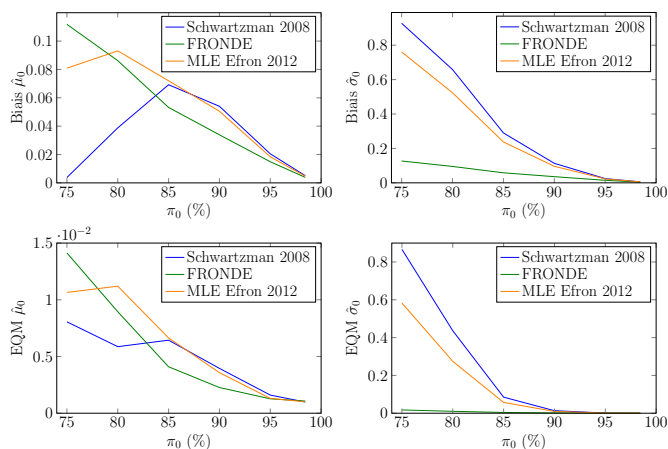 Schwartzman 2008
FRONDE
MLE Efron 2012
Biais μ̂₀
0.1
0.08
0.06
0.04
0.02
0
75 80 85 90 95 100
π₀ (%)
Schwartzman 2008
FRONDE
MLE Efron 2012
Biais σ̂₀
0.8
0.6
0.4
0.2
0
75 80 85 90 95 100
π₀ (%)
·10⁻²
Schwartzman 2008
FRONDE
MLE Efron 2012
EQM μ̂₀
1.5
1
0.5
0
75 80 85 90 95 100
π₀ (%)
Schwartzman 2008
FRONDE
MLE Efron 2012
EQM σ̂₀
0.8
0.6
0.4
0.2
0
75 80 85 90 95 100
π₀ (%)